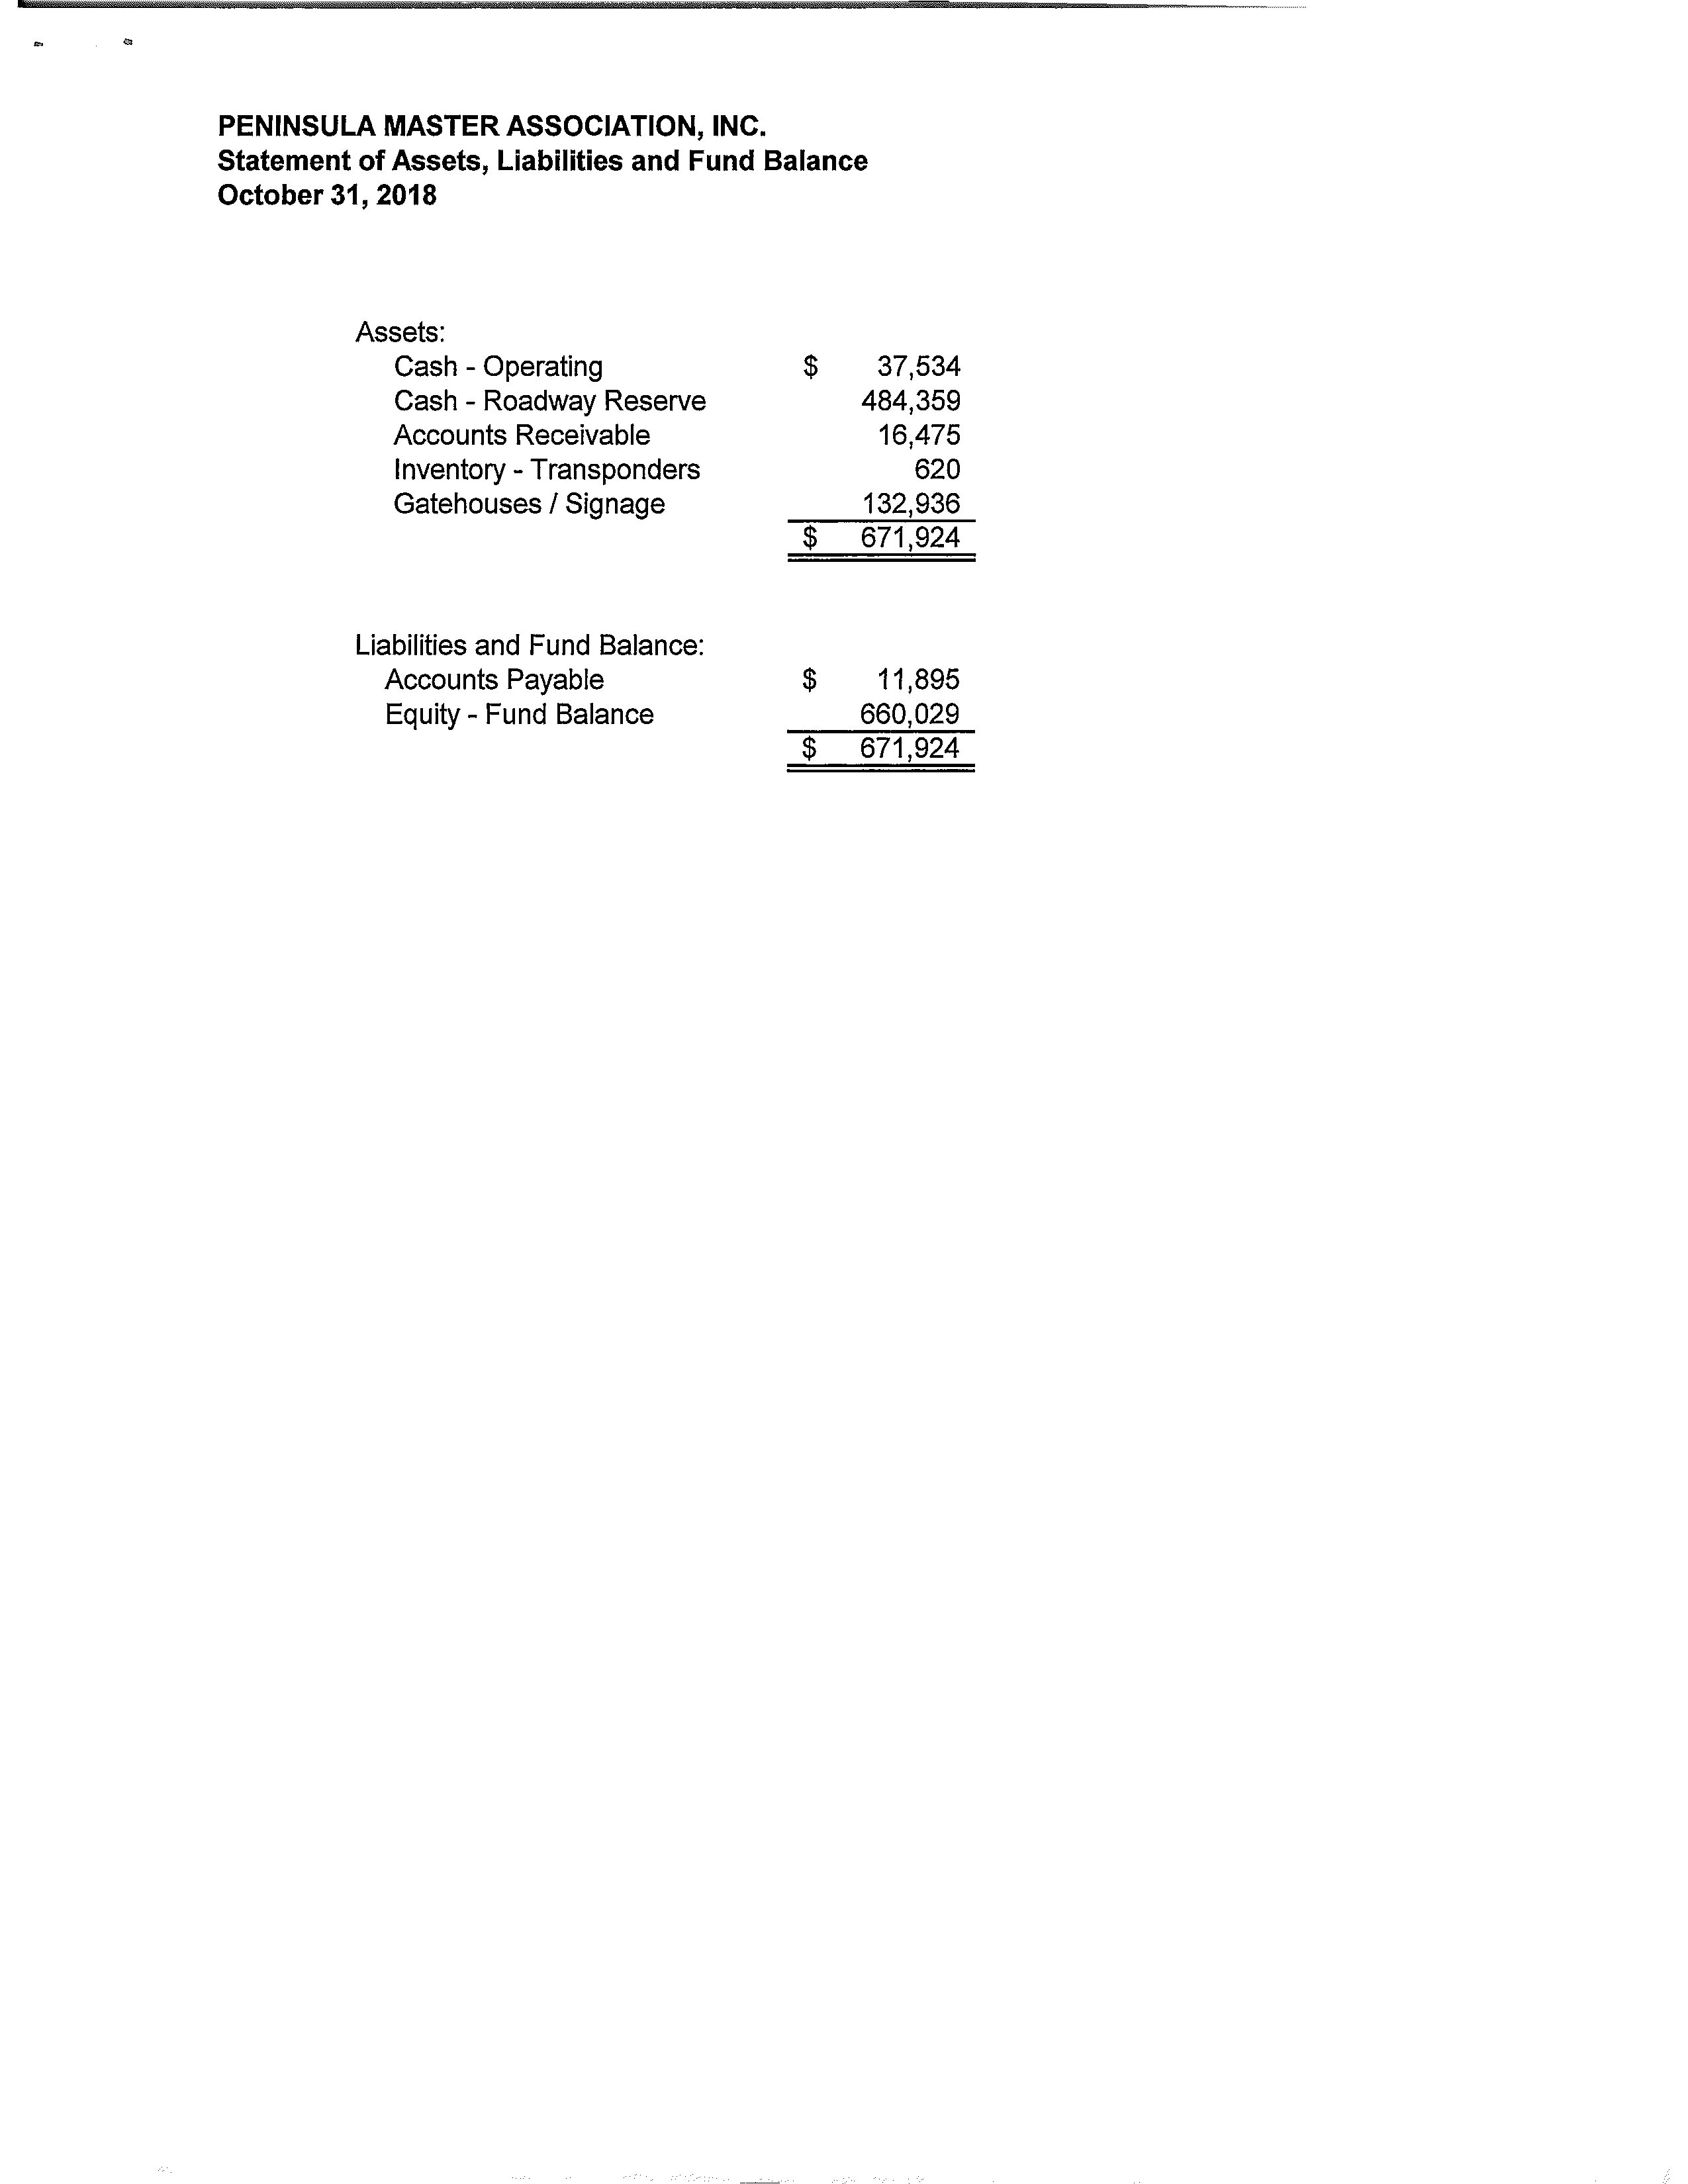 PENINSULA MASTER ASSOCIATION, INC.
Statement of Assets, Liabilities and Fund Balance
October 31, 2018
Assets:
Cash - Operating $ 37,534
Cash - Roadway Reserve 484,359
Accounts Receivable 16,475
Inventory - Transponders 620
Gatehouses / Signage 132,936
$ 671,924
Liabilities and Fund Balance:
Accounts Payable $ 11,895
Equity - Fund Balance 660,029
$ 671,924